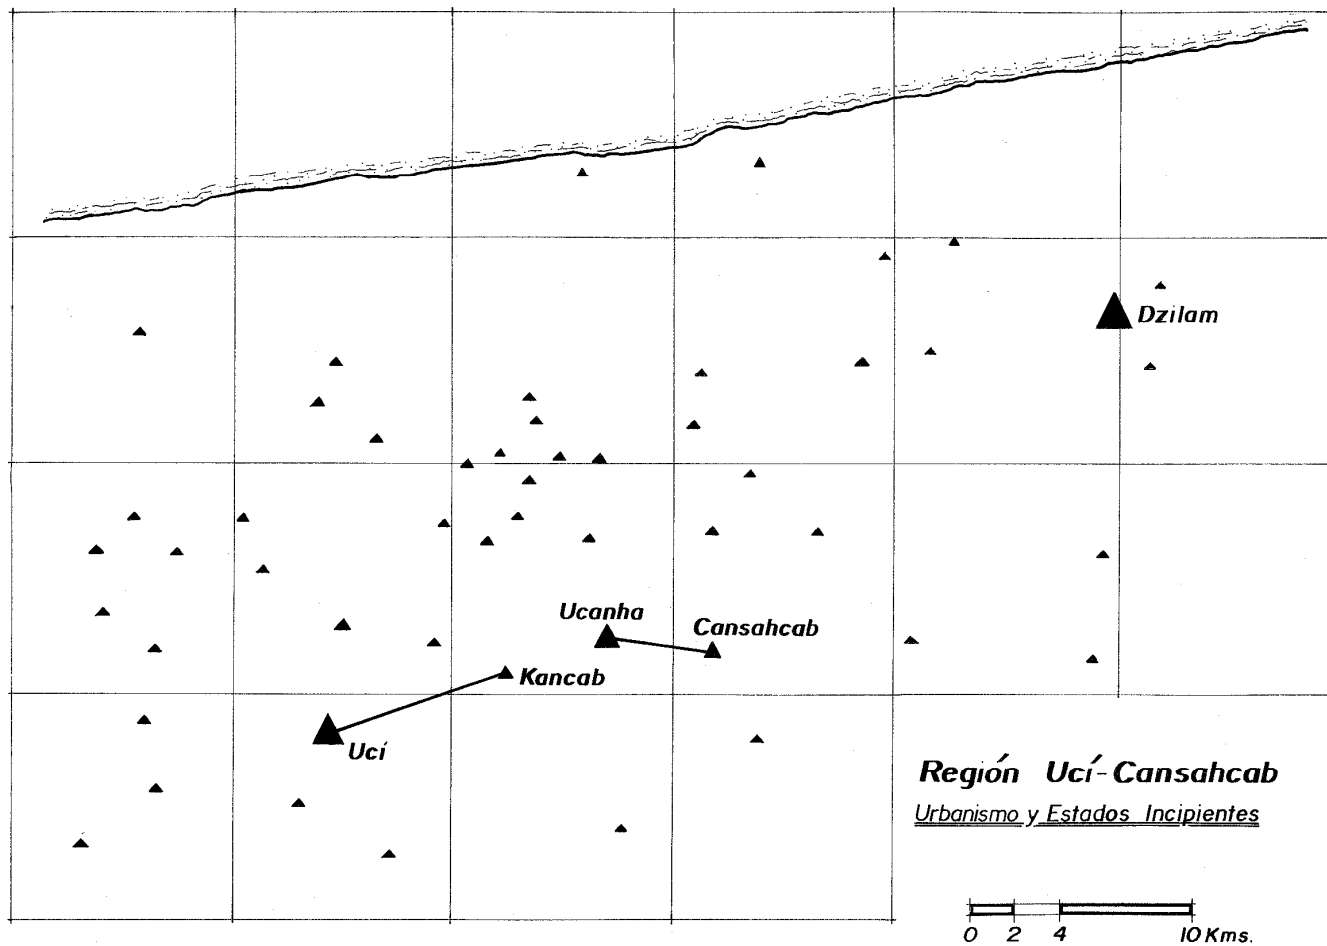 Dzilam
Ucanha
Cansahcab
Kancab
Ucí
Región Ucí-Cansahcab
Urbanismo y Estados Incipientes
0 2 4 10 Kms.